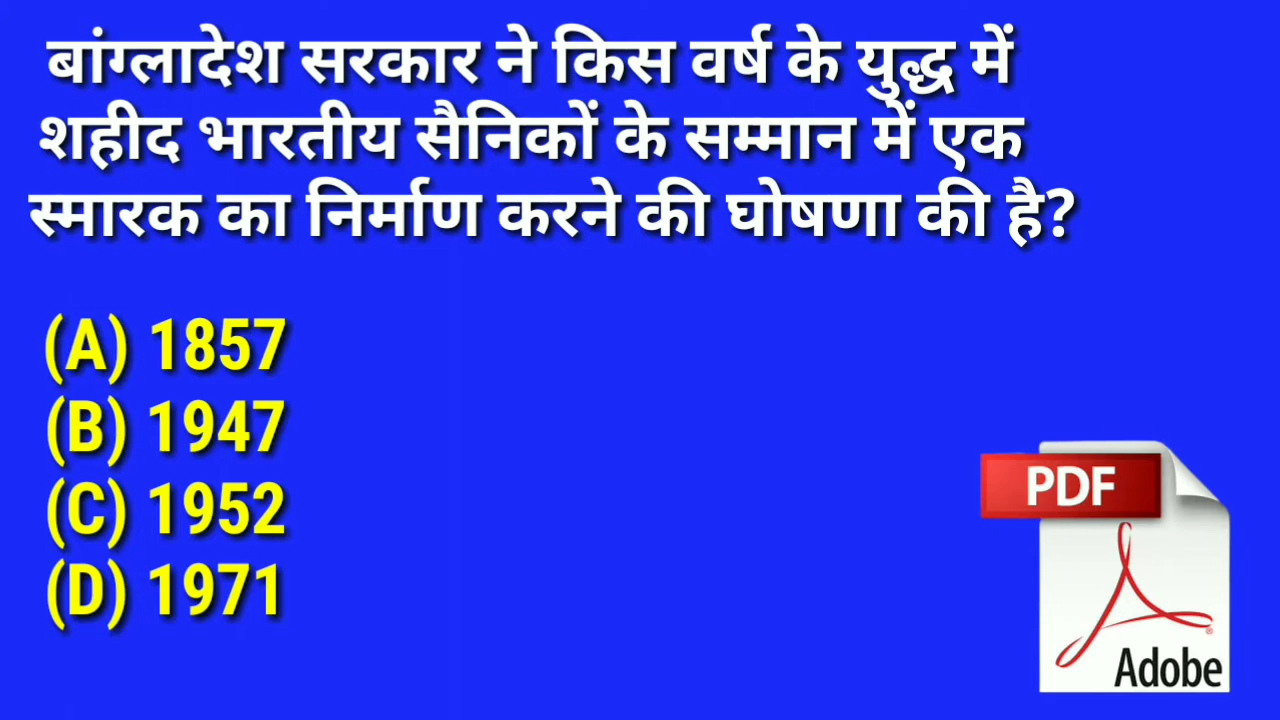 बांग्लादेश सरकार ने किस वर्ष के युद्ध में
शहीद भारतीय सैनिकों के सम्मान में एक
स्मारक का निर्माण करने की घोषणा की है?
(A) 1857
(B) 1947
(C) 1952
(D) 1971
PDF
Adobe